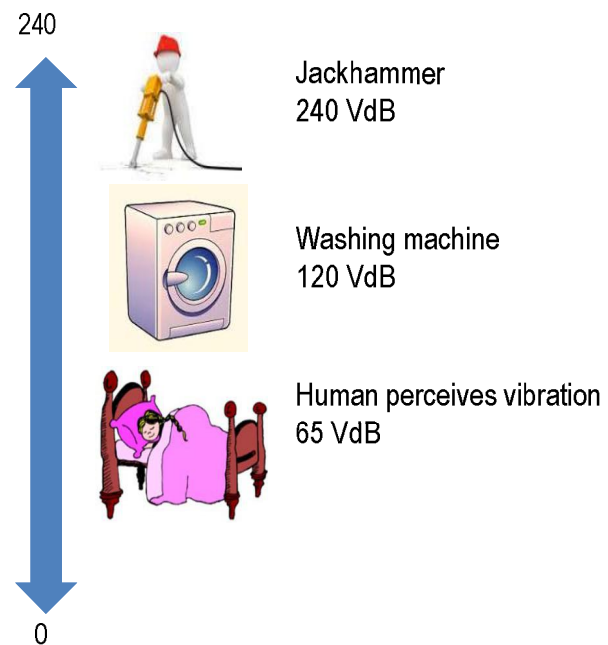 240
Jackhammer
240 VdB
Washing machine
120 VdB
Human perceives vibration
65 VdB
0